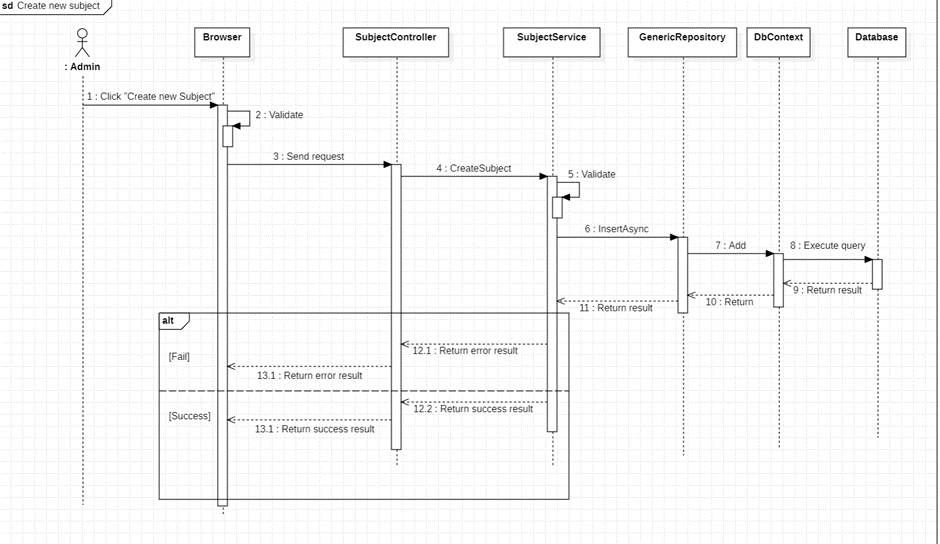 sd Create new subject
: Admin
Browser
SubjectController
SubjectService
GenericRepository
DbContext
Database
1 : Click "Create new Subject"
2 : Validate
3 : Send request
4 : CreateSubject
5 : Validate
6 : InsertAsync
7 : Add
8 : Execute query
9 : Return result
10 : Return
11 : Return result
alt
[Fail]
12.1 : Return error result
13.1 : Return error result
[Success]
12.2 : Return success result
13.1 : Return success result